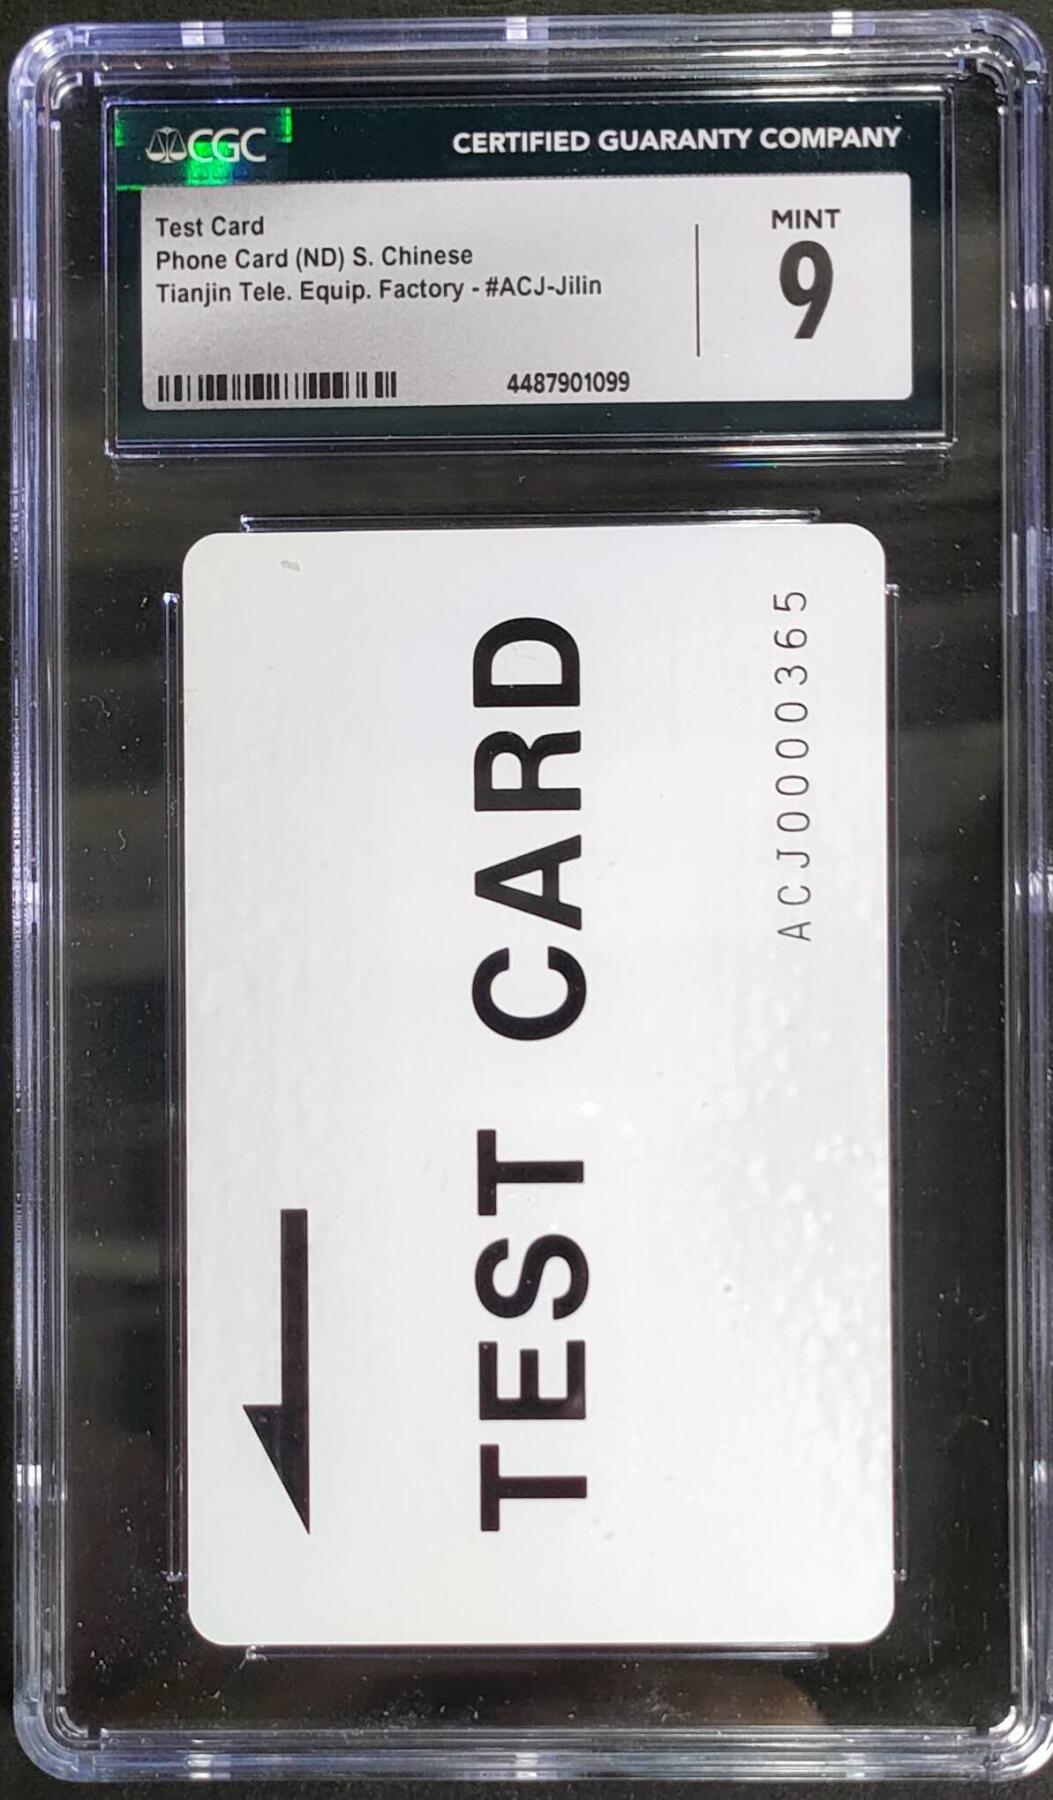 CGC
CERTIFIED GUARANTY COMPANY
Test Card
Phone Card (ND) S. Chinese
Tianjin Tele. Equip. Factory - #ACJ-Jilin
4487901099
MINT
9
TEST CARD
ACJ0000365